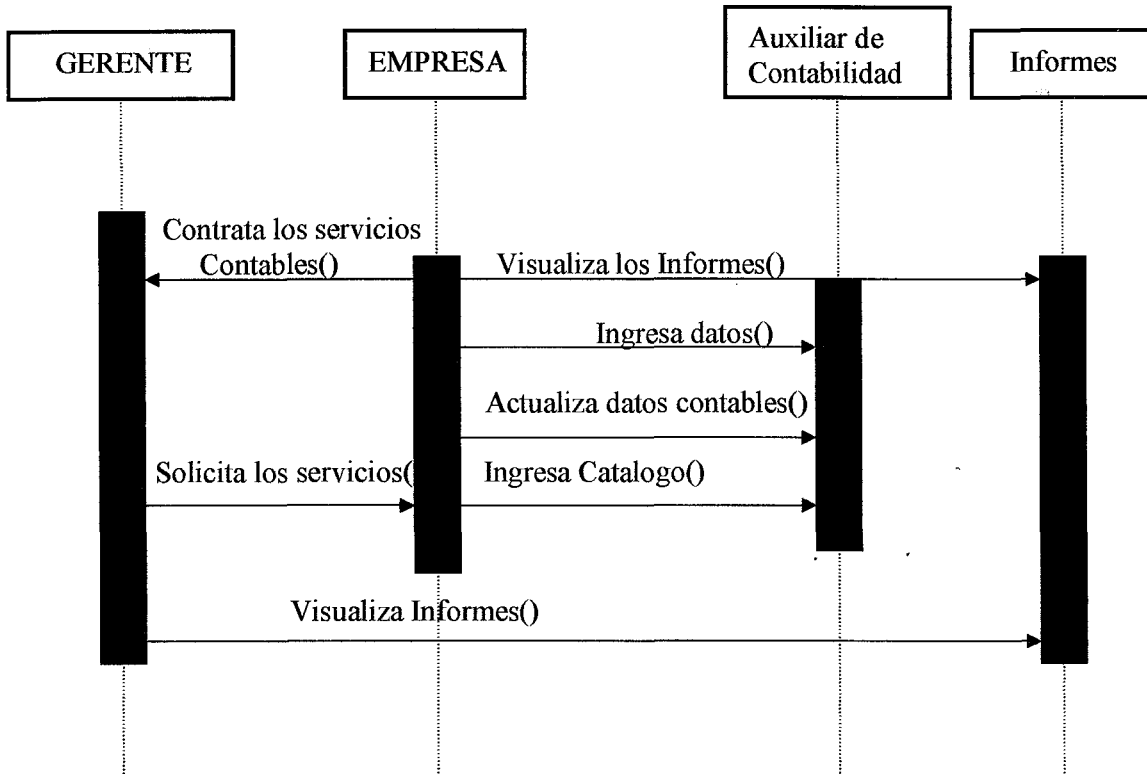 GERENTE
EMPRESA
Auxiliar de
Contabilidad
Informes
Contrata los servicios
Contables()
Visualiza los Informes()
Ingresa datos()
Actualiza datos contables()
Solicita los servicios(
Ingresa Catalogo()
Visualiza Informes()